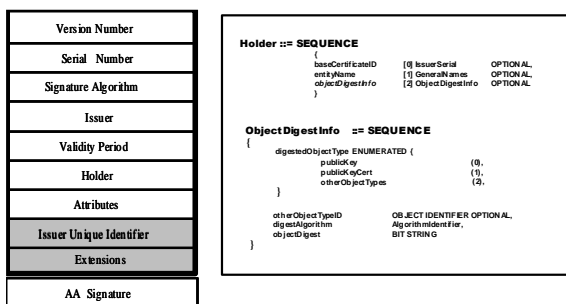 Version Number
Serial Number
Signature Algorithm
Issuer
Validity Period
Holder
Attributes
Issuer Unique Identifier
Extensions
AA Signature
Holder ::= SEQUENCE
{
baseCertificateID [0] IssuerSerial OPTIONAL,
entityName [1] GeneralNames OPTIONAL,
objectDigestInfo [2] ObjectDigestInfo OPTIONAL
}
ObjectDigestInfo ::= SEQUENCE
{
digestedObjectType ENUMERATED {
publicKey (0),
publicKeyCert (1),
otherObjectTypes (2),
}
otherObjectTypeID OBJECT IDENTIFIER OPTIONAL,
digestAlgorithm AlgorithmIdentifier,
objectDigest BIT STRING
}